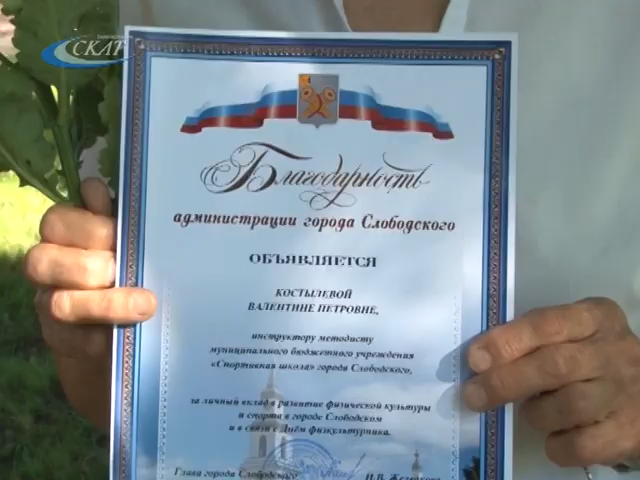 СКАТ
Благодарность
администрации города Слободского
ОБЪЯВЛЯЕТСЯ
КОСТЫЛЕВОЙ
ВАЛЕНТИНЕ ПЕТРОВНЕ,
инструктору методисту
муниципального бюджетного учреждения
«Спортивная школа» города Слободского,
за личный вклад в развитие физической культуры
и спорта в городе Слободском
и в связи с Днём физкультурника.
Глава города Слободского